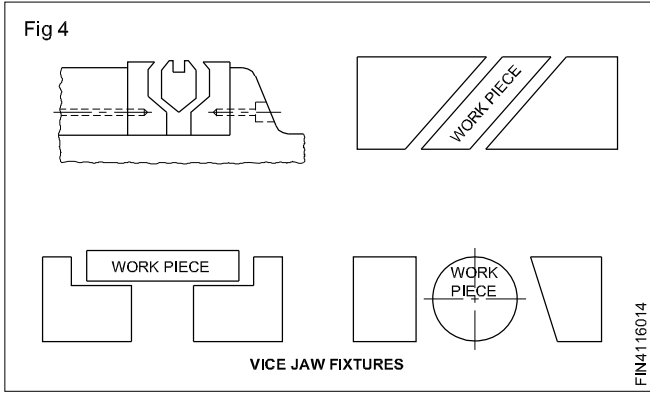 Fig 4
WORK PIECE
WORK PIECE
WORK
PIECE
VICE JAW FIXTURES
FIN4116014